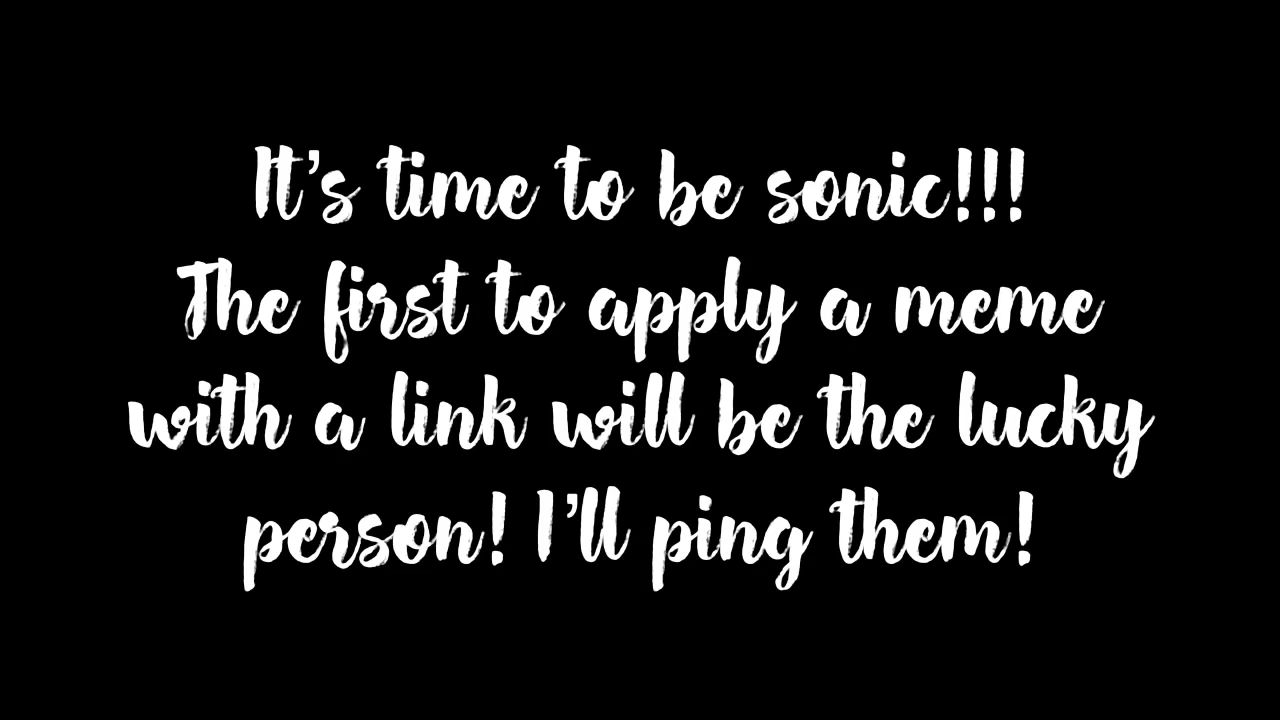 It's time to be sonic!!!
The first to apply a meme
with a link will be the lucky
person! I'll ping them!